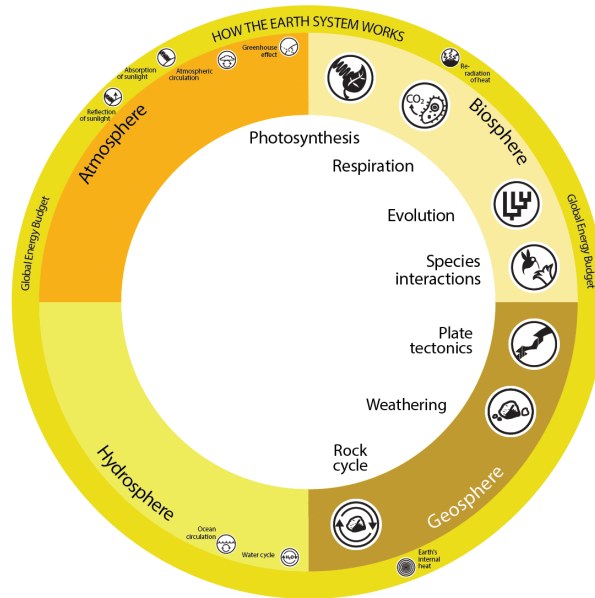 HOW THE EARTH SYSTEM WORKS
Greenhouse
effect
Atmospheric
circulation
Absorption
of sunlight
Reflection
of sunlight
Re-
radiation
of heat
Atmosphere
Biosphere
CO₂
Photosynthesis
Respiration
Evolution
Species
interactions
Global Energy Budget
Global Energy Budget
Plate
tectonics
Weathering
Rock
cycle
Geosphere
Hydrosphere
Ocean
circulation
Water cycle
H₂O
Earth's
internal
heat